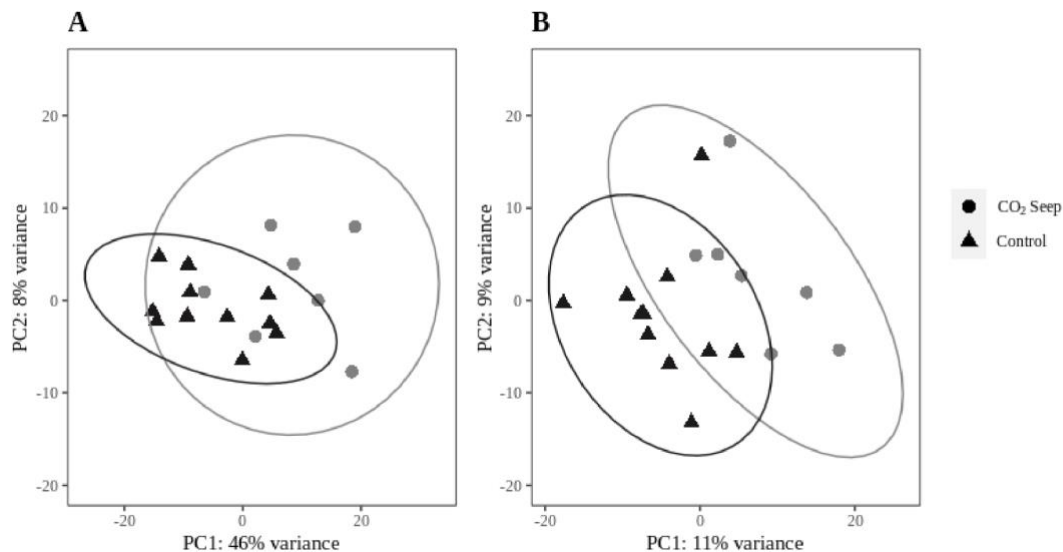 A
B
20
10
0
-10
-20
PC2: 8% variance
-20
0
20
PC1: 46% variance
20
10
0
-10
-20
PC2: 9% variance
-20
0
20
PC1: 11% variance
CO₂ Seep
Control